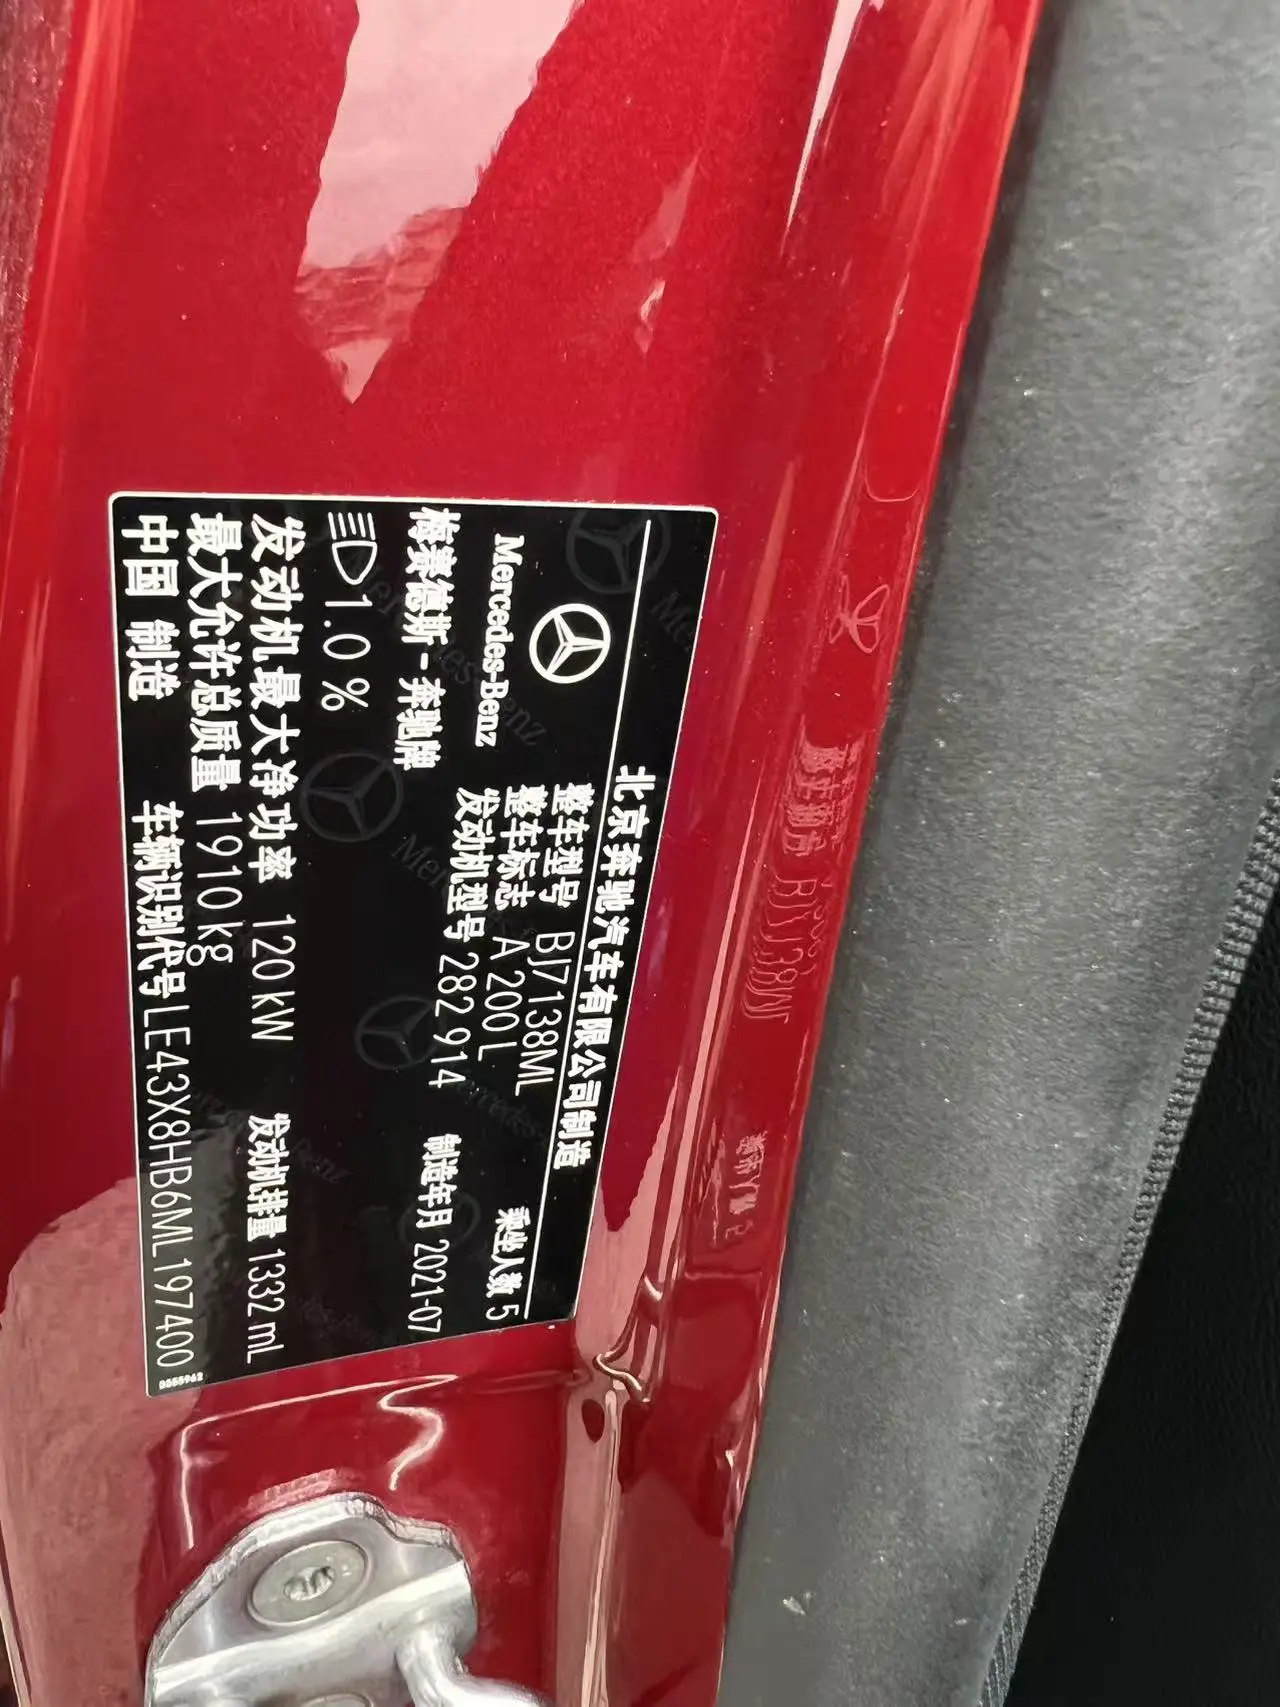 北京奔驰汽车有限公司制造
Mercedes-Benz
整车型号 BJ7138ML
整车标志 A 200 L 乘坐人数 5
发动机型号 282 914 制造年月 2021-07
梅赛德斯-奔驰牌
1.0%
发动机最大净功率 120kW 发动机排量 1332 mL
最大允许总质量 1910kg
中国 制造 车辆识别代号 LE43X8HB6ML197400
D555962